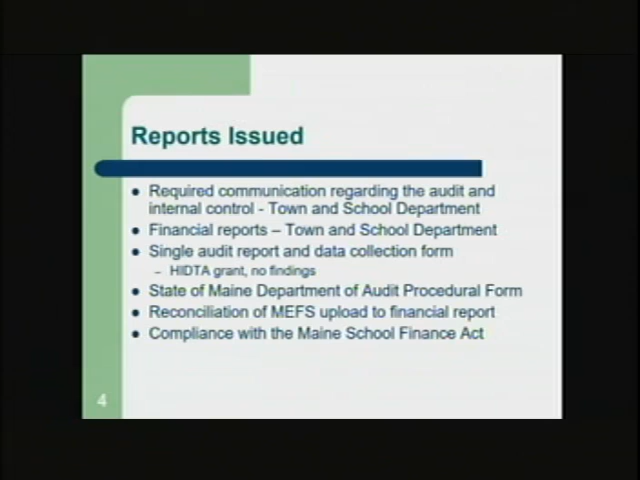 Reports Issued
• Required communication regarding the audit and
internal control - Town and School Department
• Financial reports – Town and School Department
• Single audit report and data collection form
– HIDTA grant, no findings
• State of Maine Department of Audit Procedural Form
• Reconciliation of MEFS upload to financial report
• Compliance with the Maine School Finance Act
4